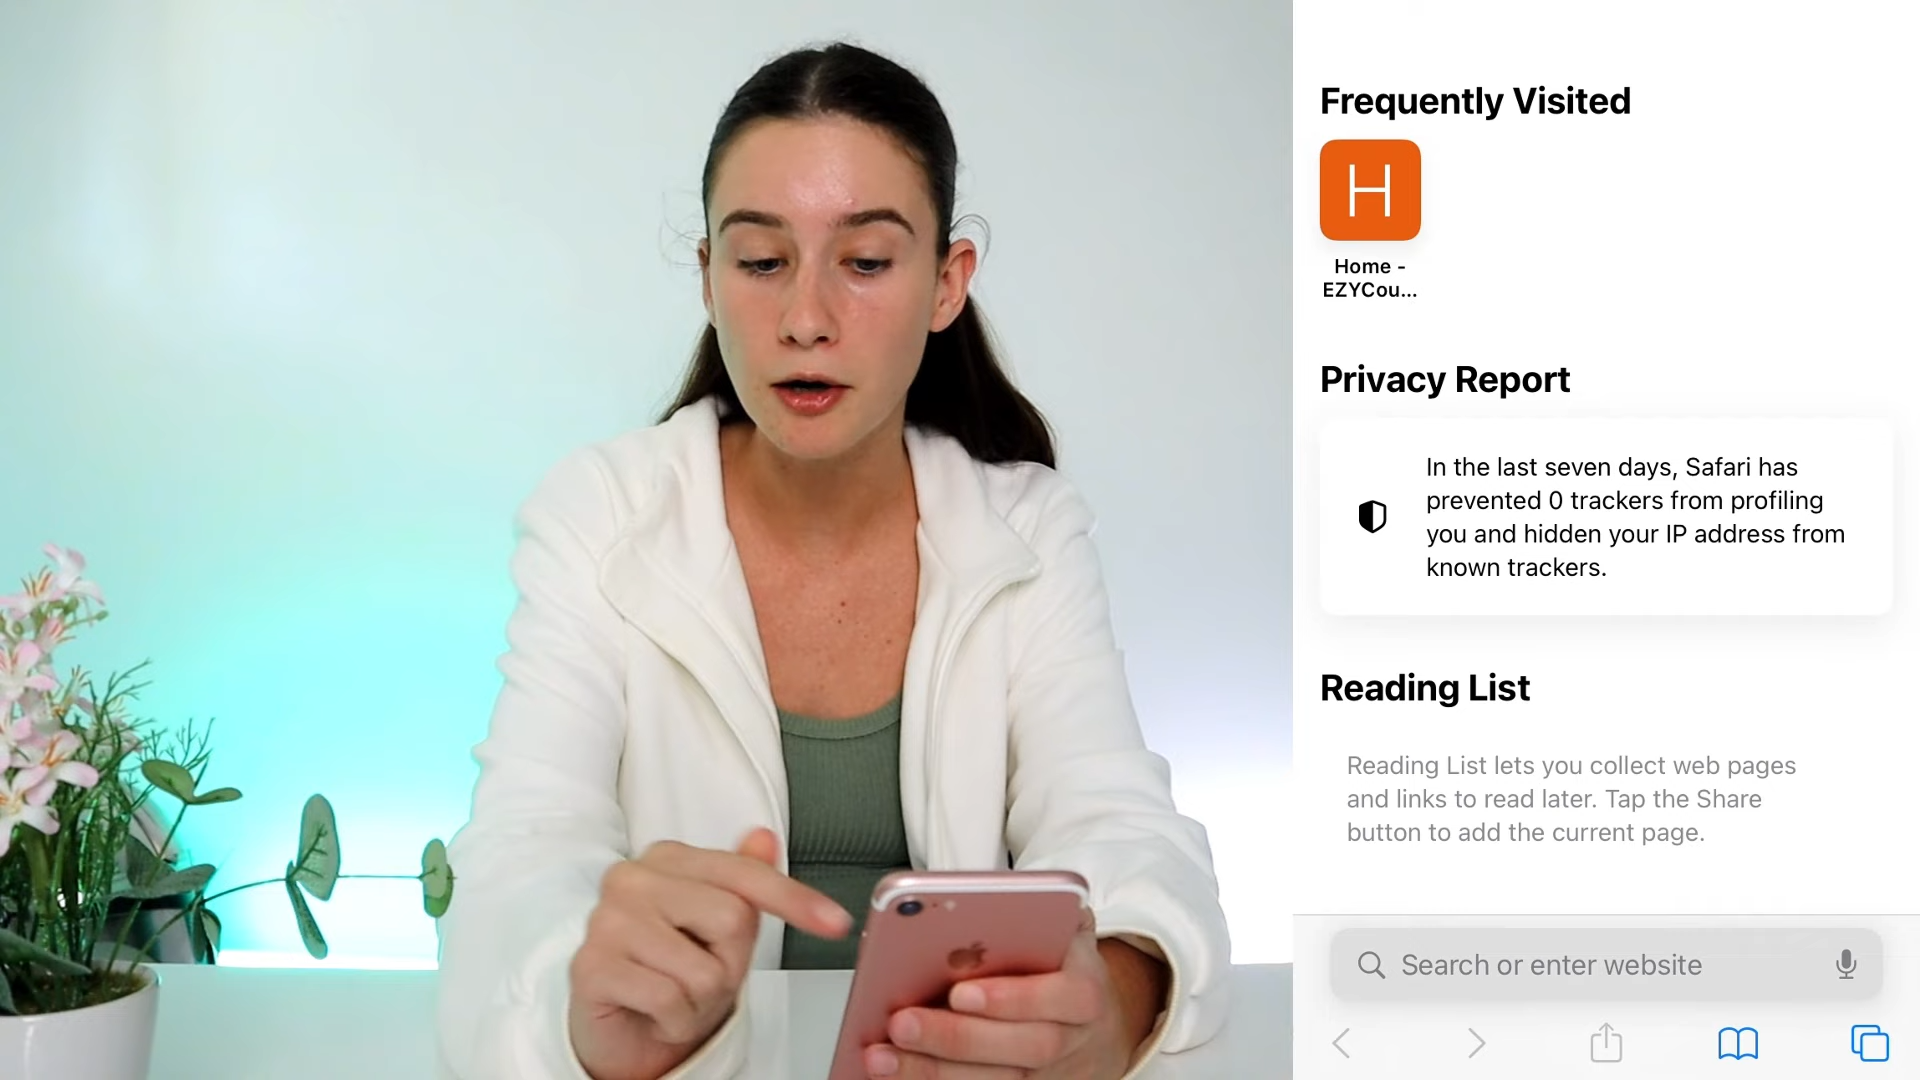 Frequently Visited
H
Home -
EZYCou...
Privacy Report
In the last seven days, Safari has
prevented 0 trackers from profiling
you and hidden your IP address from
known trackers.
Reading List
Reading List lets you collect web pages
and links to read later. Tap the Share
button to add the current page.
Search or enter website